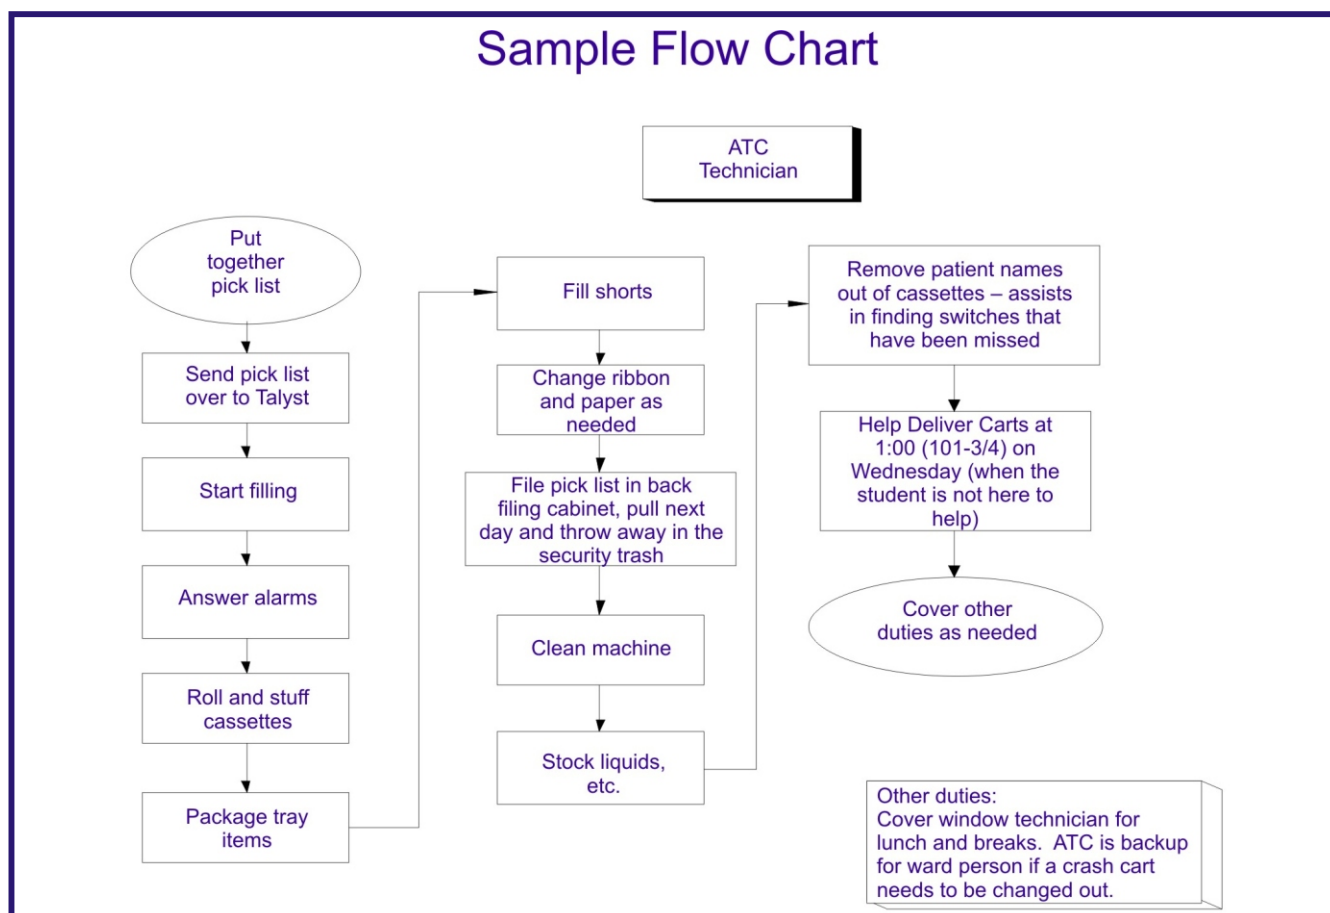 Sample Flow Chart
ATC
Technician
Put
together
pick list
Send pick list
over to Talyst
Start filling
Answer alarms
Roll and stuff
cassettes
Package tray
items
Fill shorts
Change ribbon
and paper as
needed
File pick list in back
filing cabinet, pull next
day and throw away in the
security trash
Clean machine
Stock liquids,
etc.
Remove patient names
out of cassettes – assists
in finding switches that
have been missed
Help Deliver Carts at
1:00 (101-3/4) on
Wednesday (when the
student is not here to
help)
Cover other
duties as needed
Other duties:
Cover window technician for
lunch and breaks.  ATC is backup
for ward person if a crash cart
needs to be changed out.